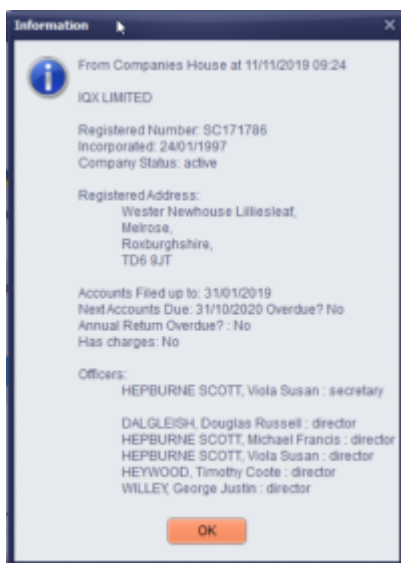 Information
From Companies House at 11/11/2019 09:24
IQX LIMITED
Registered Number: SC171786
Incorporated: 24/01/1997
Company Status: active
Registered Address:
Wester Newhouse Lilliesleaf,
Melrose,
Roxburghshire,
TD6 9JT
Accounts Filed up to: 31/01/2019
Next Accounts Due: 31/10/2020 Overdue? No
Annual Return Overdue? : No
Has charges: No
Officers:
HEPBURNE SCOTT, Viola Susan : secretary
DALGLEISH, Douglas Russell : director
HEPBURNE SCOTT, Michael Francis : director
HEPBURNE SCOTT, Viola Susan : director
HEYWOOD, Timothy Coote : director
WILLEY, George Justin : director
OK